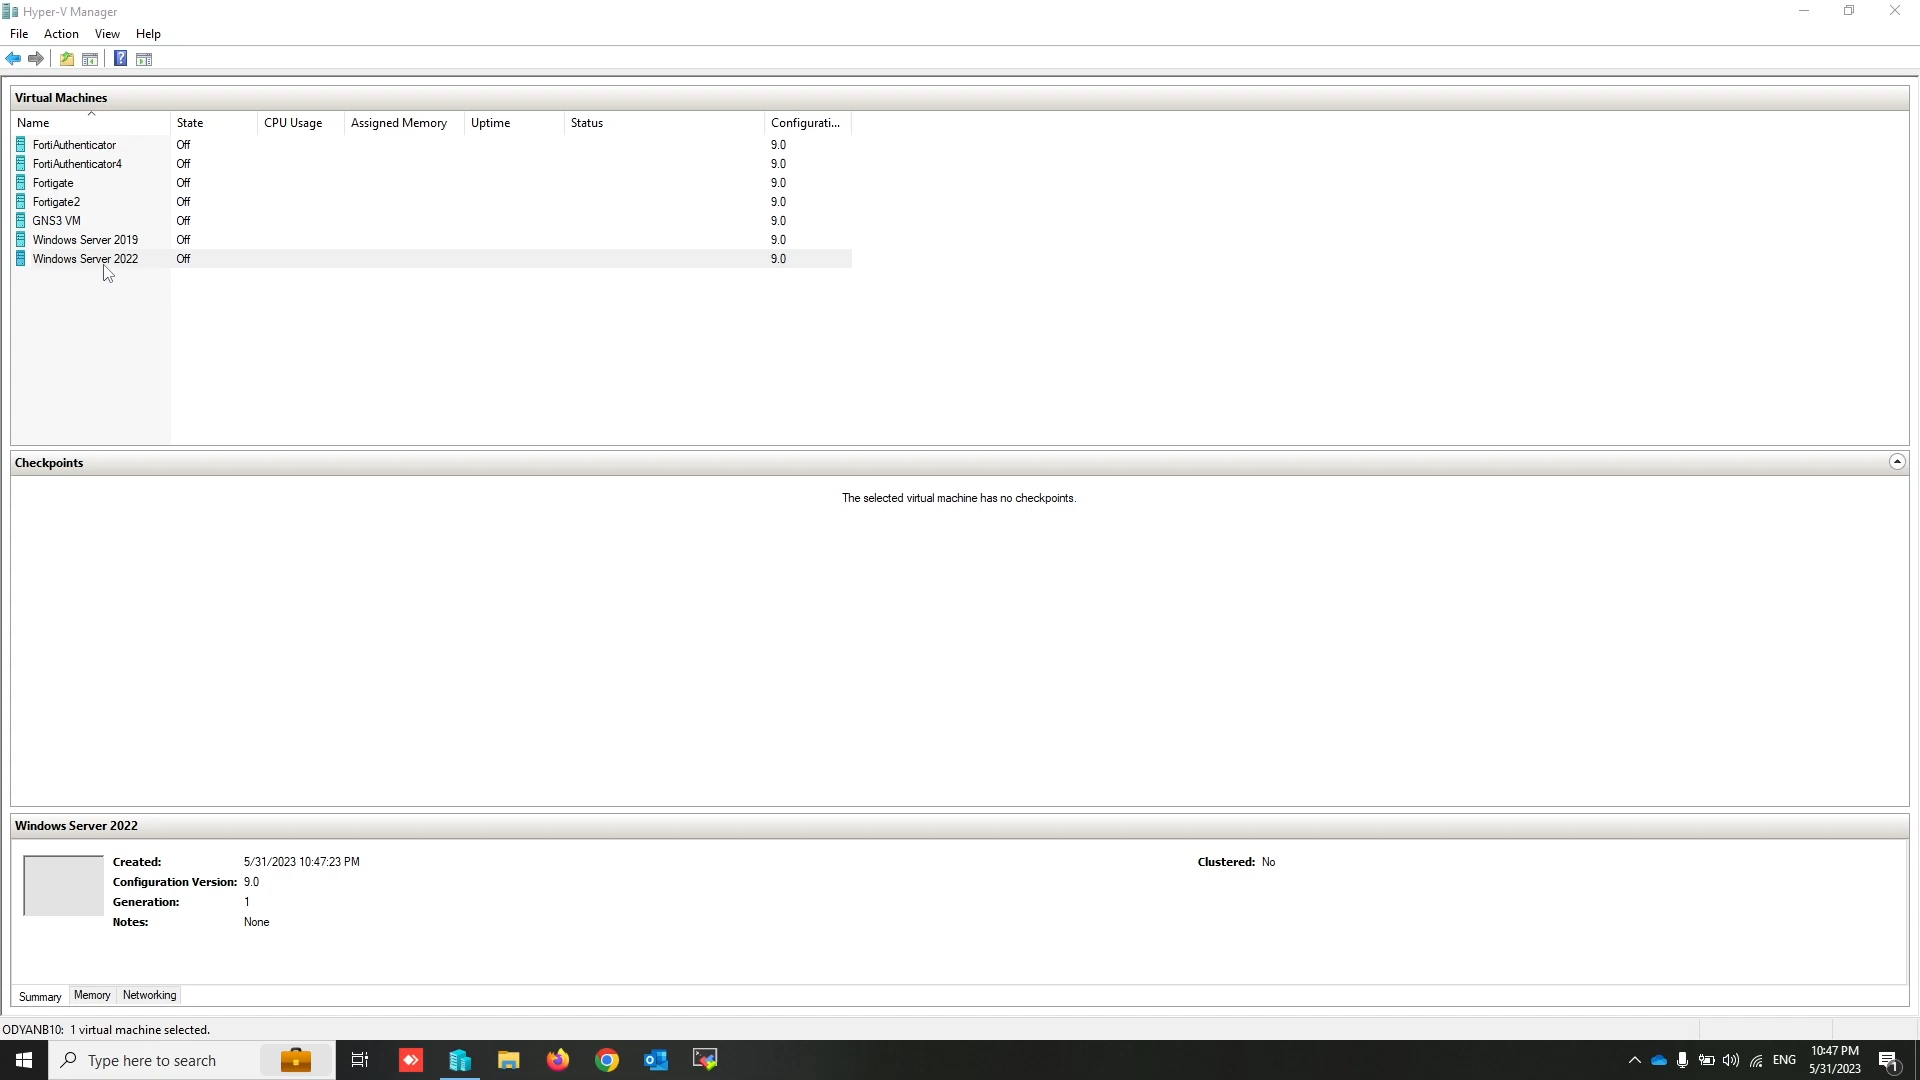 Hyper-V Manager
File Action View Help
Virtual Machines
Name State CPU Usage Assigned Memory Uptime Status Configurati...
FortiAuthenticator Off 9.0
FortiAuthenticator4 Off 9.0
Fortigate Off 9.0
Fortigate2 Off 9.0
GNS3 VM Off 9.0
Windows Server 2019 Off 9.0
Windows Server 2022 Off 9.0
Checkpoints
The selected virtual machine has no checkpoints.
Windows Server 2022
Created: 5/31/2023 10:47:23 PM Clustered: No
Configuration Version: 9.0
Generation: 1
Notes: None
Summary Memory Networking
ODYANB10: 1 virtual machine selected.
Type here to search
ENG
10:47 PM
5/31/2023
1